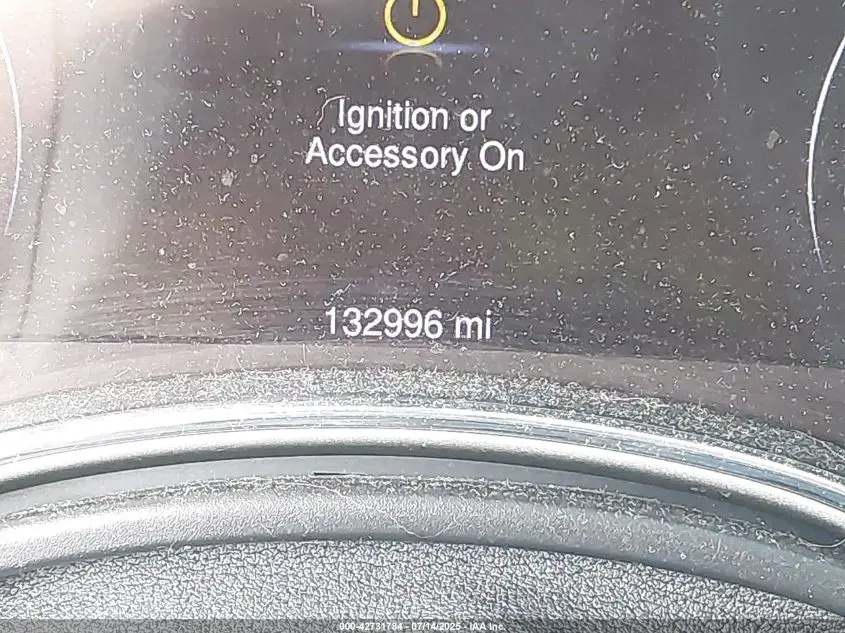 Ignition or
Accessory On
132996 mi
000-42731784 - 07/14/2025 - IAA Inc.